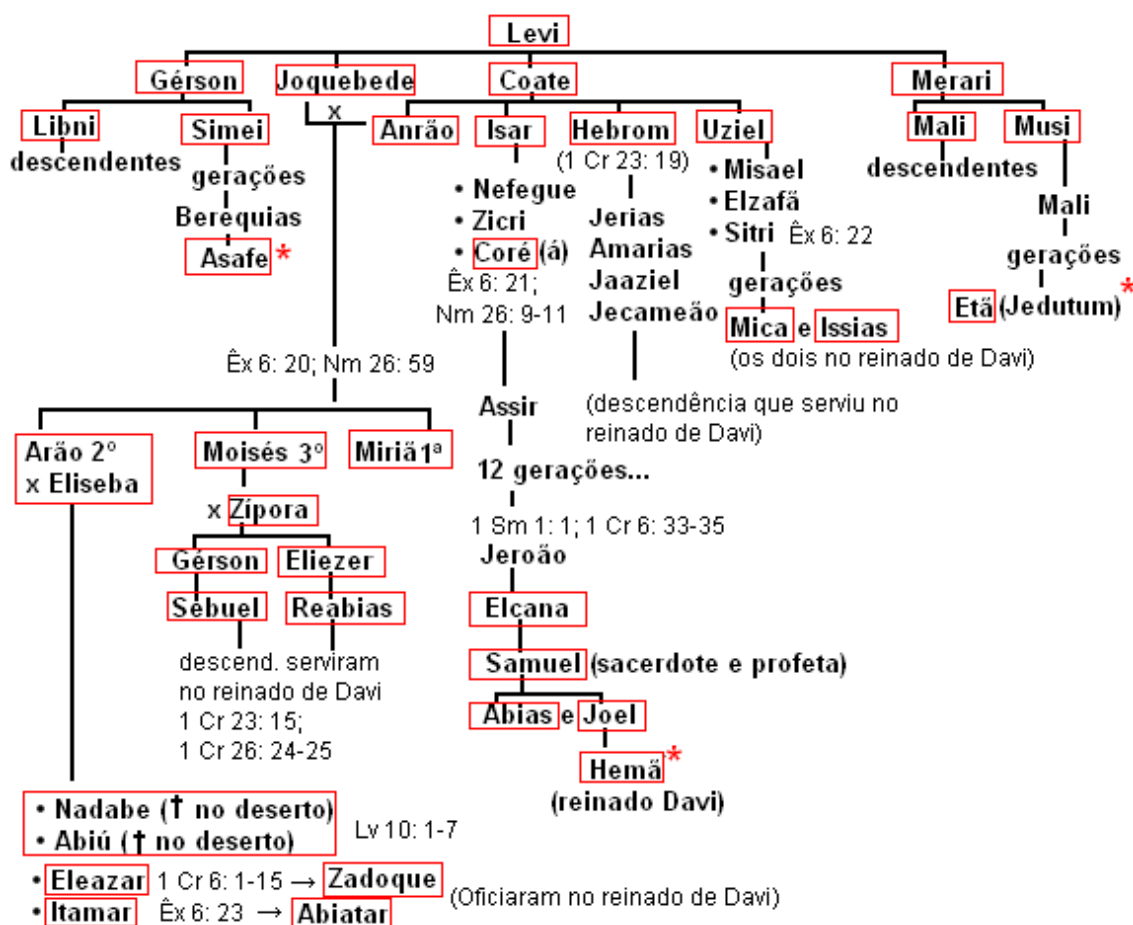 Levi
Gérson Joquebede Coate Merari
x
Libni Simei Anrão Isar Hebrom Uziel Mali Musi
descendentes (1 Cr 23: 19) • Misael descendentes
gerações • Nefegue • Elzafã
Berequias • Zicri Jerias • Sitri Êx 6: 22 Mali
Asafe * • Coré (á) Amarias gerações
Êx 6: 21; Jaaziel gerações Etã (Jedutum) *
Nm 26: 9-11 Jecameão Mica e Issias
(os dois no reinado de Davi)
Êx 6: 20; Nm 26: 59
Assir (descendência que serviu no
reinado de Davi)
Arão 2º Moisés 3º Miriã 1ª
x Eliseba
12 gerações...
x Zípora
1 Sm 1: 1; 1 Cr 6: 33-35
Gérson Eliezer Jeroão
Sebuel Reabias Elcana
descend. serviram
no reinado de Davi
1 Cr 23: 15;
1 Cr 26: 24-25
Samuel (sacerdote e profeta)
Abias e Joel
Hemã *
(reinado Davi)
• Nadabe († no deserto)
• Abiú († no deserto)
Lv 10: 1-7
• Eleazar 1 Cr 6: 1-15 → Zadoque
• Itamar Êx 6: 23 → Abiatar
(Oficiaram no reinado de Davi)